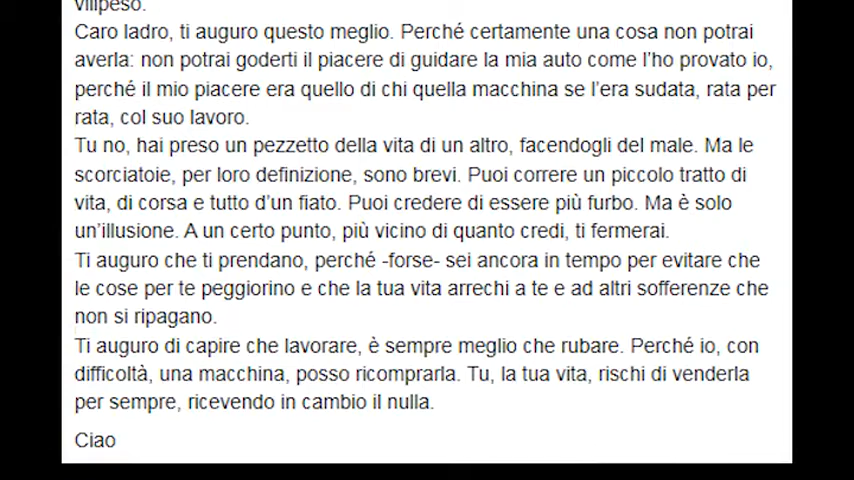 vilipeso.
Caro ladro, ti auguro questo meglio. Perché certamente una cosa non potrai
averla: non potrai goderti il piacere di guidare la mia auto come l'ho provato io,
perché il mio piacere era quello di chi quella macchina se l'era sudata, rata per
rata, col suo lavoro.
Tu no, hai preso un pezzetto della vita di un altro, facendogli del male. Ma le
scorciatoie, per loro definizione, sono brevi. Puoi correre un piccolo tratto di
vita, di corsa e tutto d'un fiato. Puoi credere di essere più furbo. Ma è solo
un'illusione. A un certo punto, più vicino di quanto credi, ti fermerai.
Ti auguro che ti prendano, perché -forse- sei ancora in tempo per evitare che
le cose per te peggiorino e che la tua vita arrechi a te e ad altri sofferenze che
non si ripagano.
Ti auguro di capire che lavorare, è sempre meglio che rubare. Perché io, con
difficoltà, una macchina, posso ricomprarla. Tu, la tua vita, rischi di venderla
per sempre, ricevendo in cambio il nulla.
Ciao